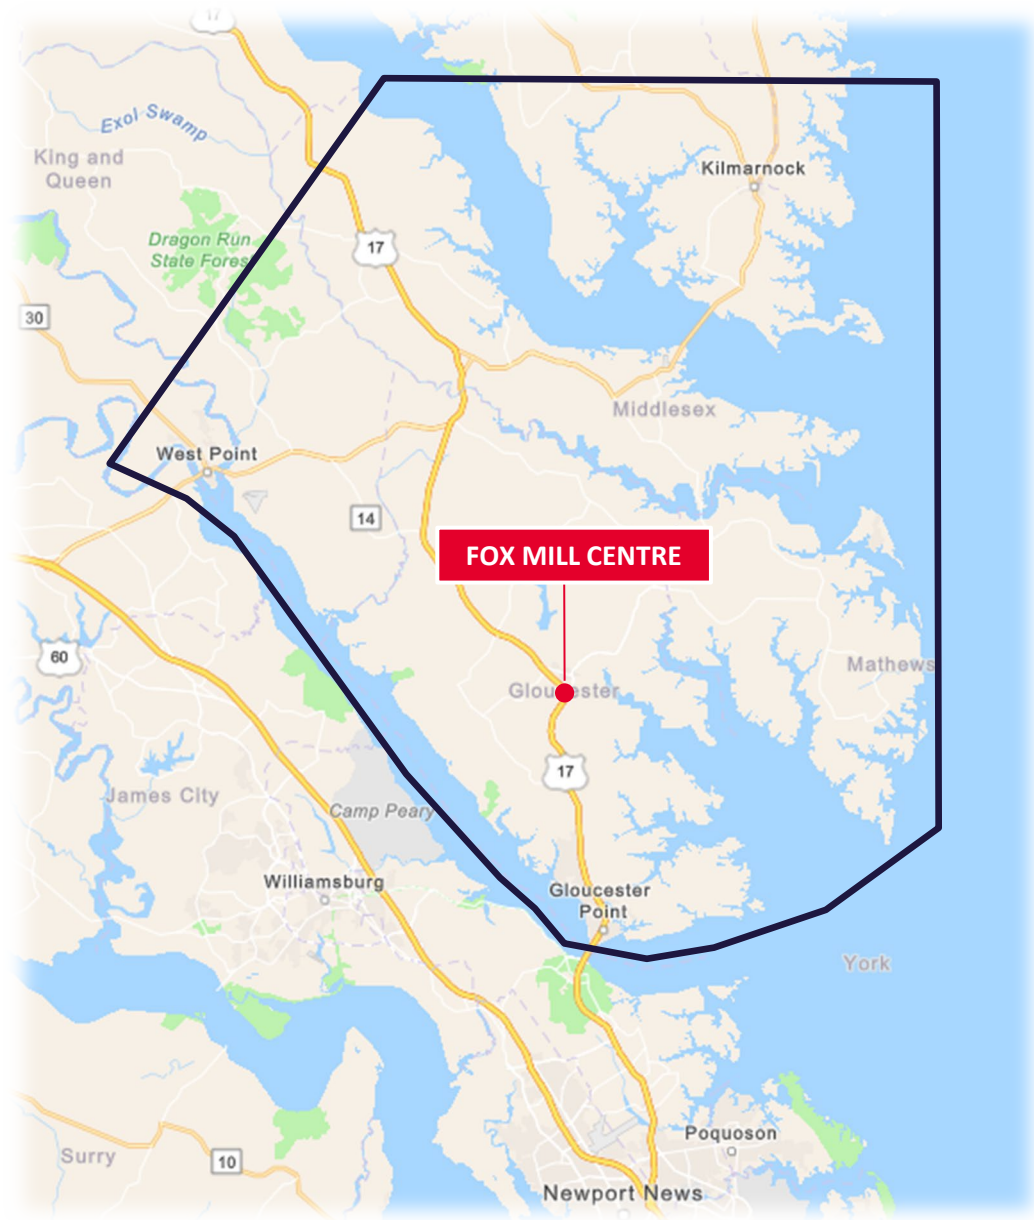 17
Exol Swamp
King and
Queen
Kilmarnock
Dragon Run
State Forest
17
30
Middlesex
West Point
14
FOX MILL CENTRE
60
Mathews
Gloucester
17
James City
Camp Peary
Williamsburg
Gloucester
Point
York
Poquoson
Surry
10
Newport News